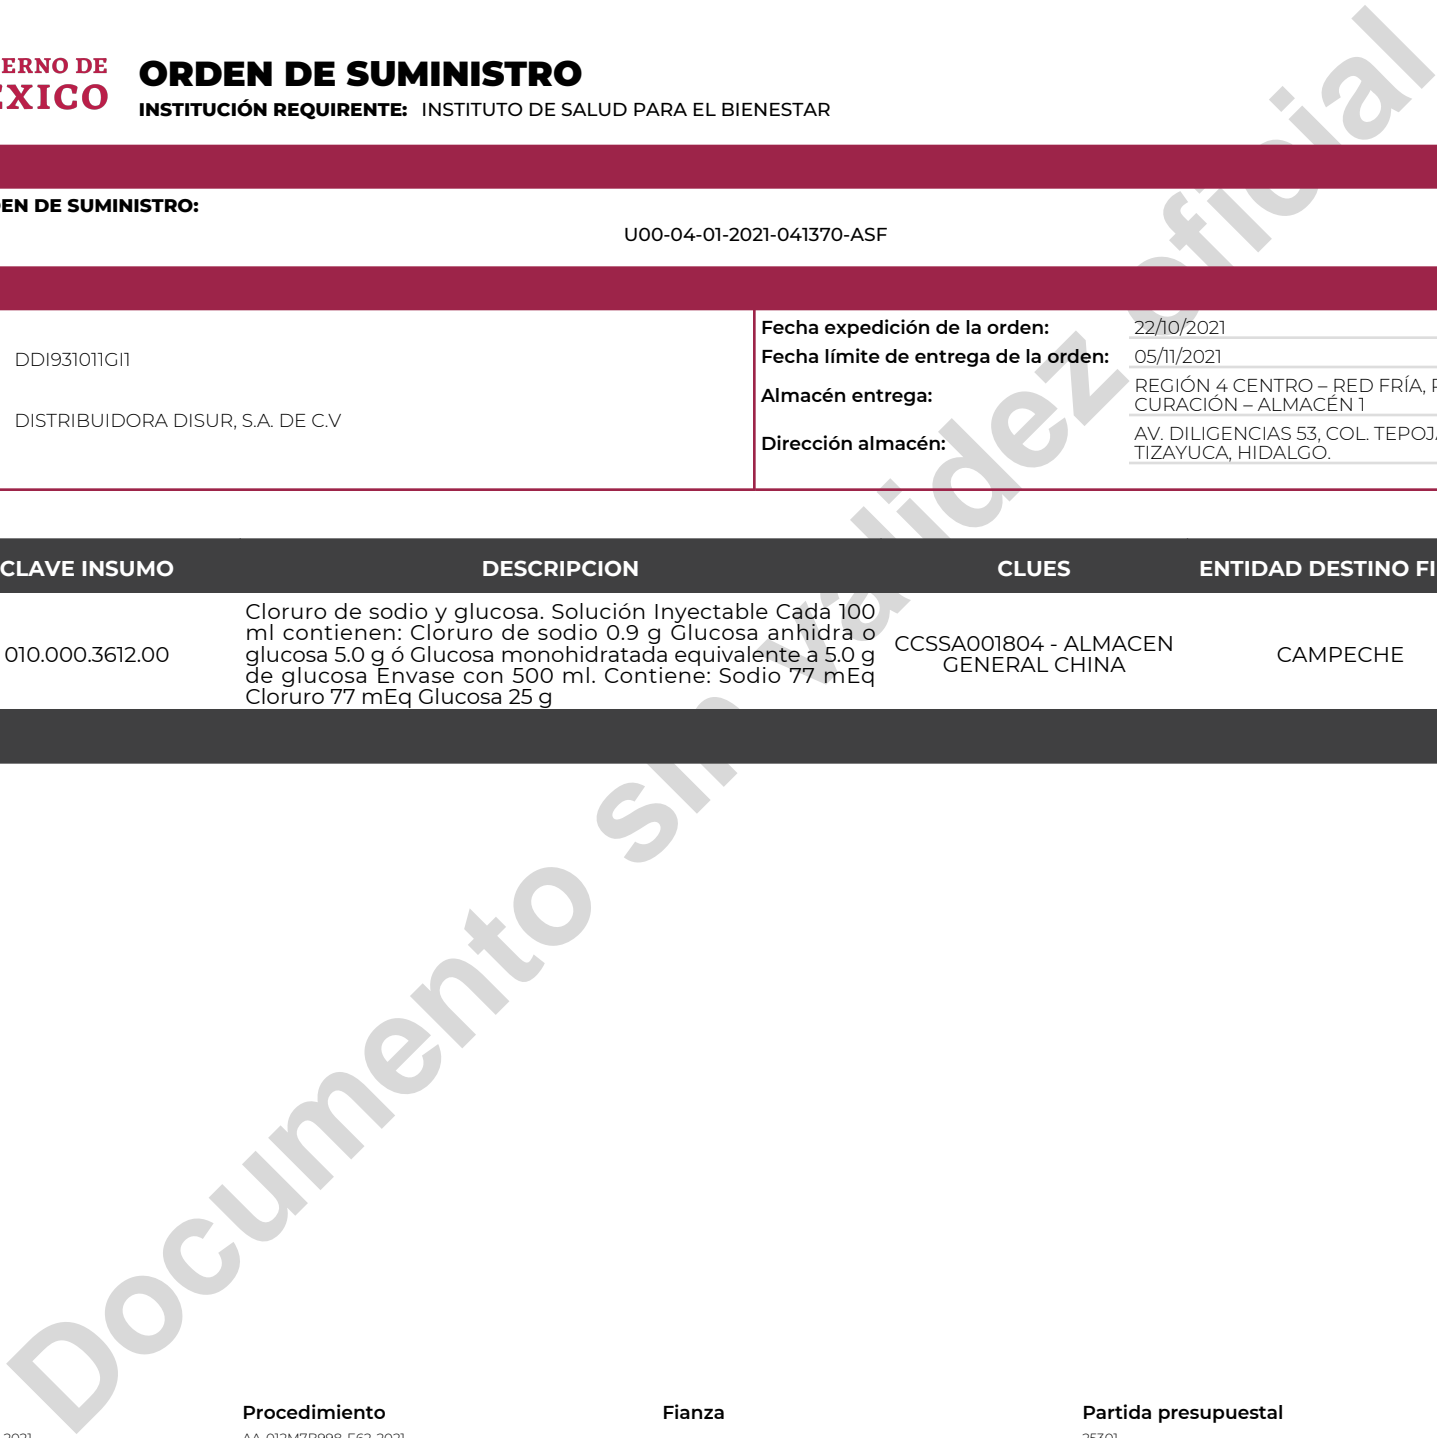 ERNO DE
ÉXICO
ORDEN DE SUMINISTRO
INSTITUCIÓN REQUIRENTE: INSTITUTO DE SALUD PARA EL BIENESTAR
EN DE SUMINISTRO:
U00-04-01-2021-041370-ASF
DDI931011GI1
DISTRIBUIDORA DISUR, S.A. DE C.V
Fecha expedición de la orden: 22/10/2021
Fecha límite de entrega de la orden: 05/11/2021
Almacén entrega: REGIÓN 4 CENTRO – RED FRÍA,
CURACIÓN – ALMACÉN 1
Dirección almacén: AV. DILIGENCIAS 53, COL. TEPOJ
TIZAYUCA, HIDALGO.
CLAVE INSUMO DESCRIPCION CLUES ENTIDAD DESTINO FI
010.000.3612.00
Cloruro de sodio y glucosa. Solución Inyectable Cada 100
ml contienen: Cloruro de sodio 0.9 g Glucosa anhidra o
glucosa 5.0 g ó Glucosa monohidratada equivalente a 5.0 g
de glucosa Envase con 500 ml. Contiene: Sodio 77 mEq
Cloruro 77 mEq Glucosa 25 g
CCSSA001804 - ALMACEN
GENERAL CHINA
CAMPECHE
Documento sin validez oficial
Procedimiento Fianza Partida presupuestal